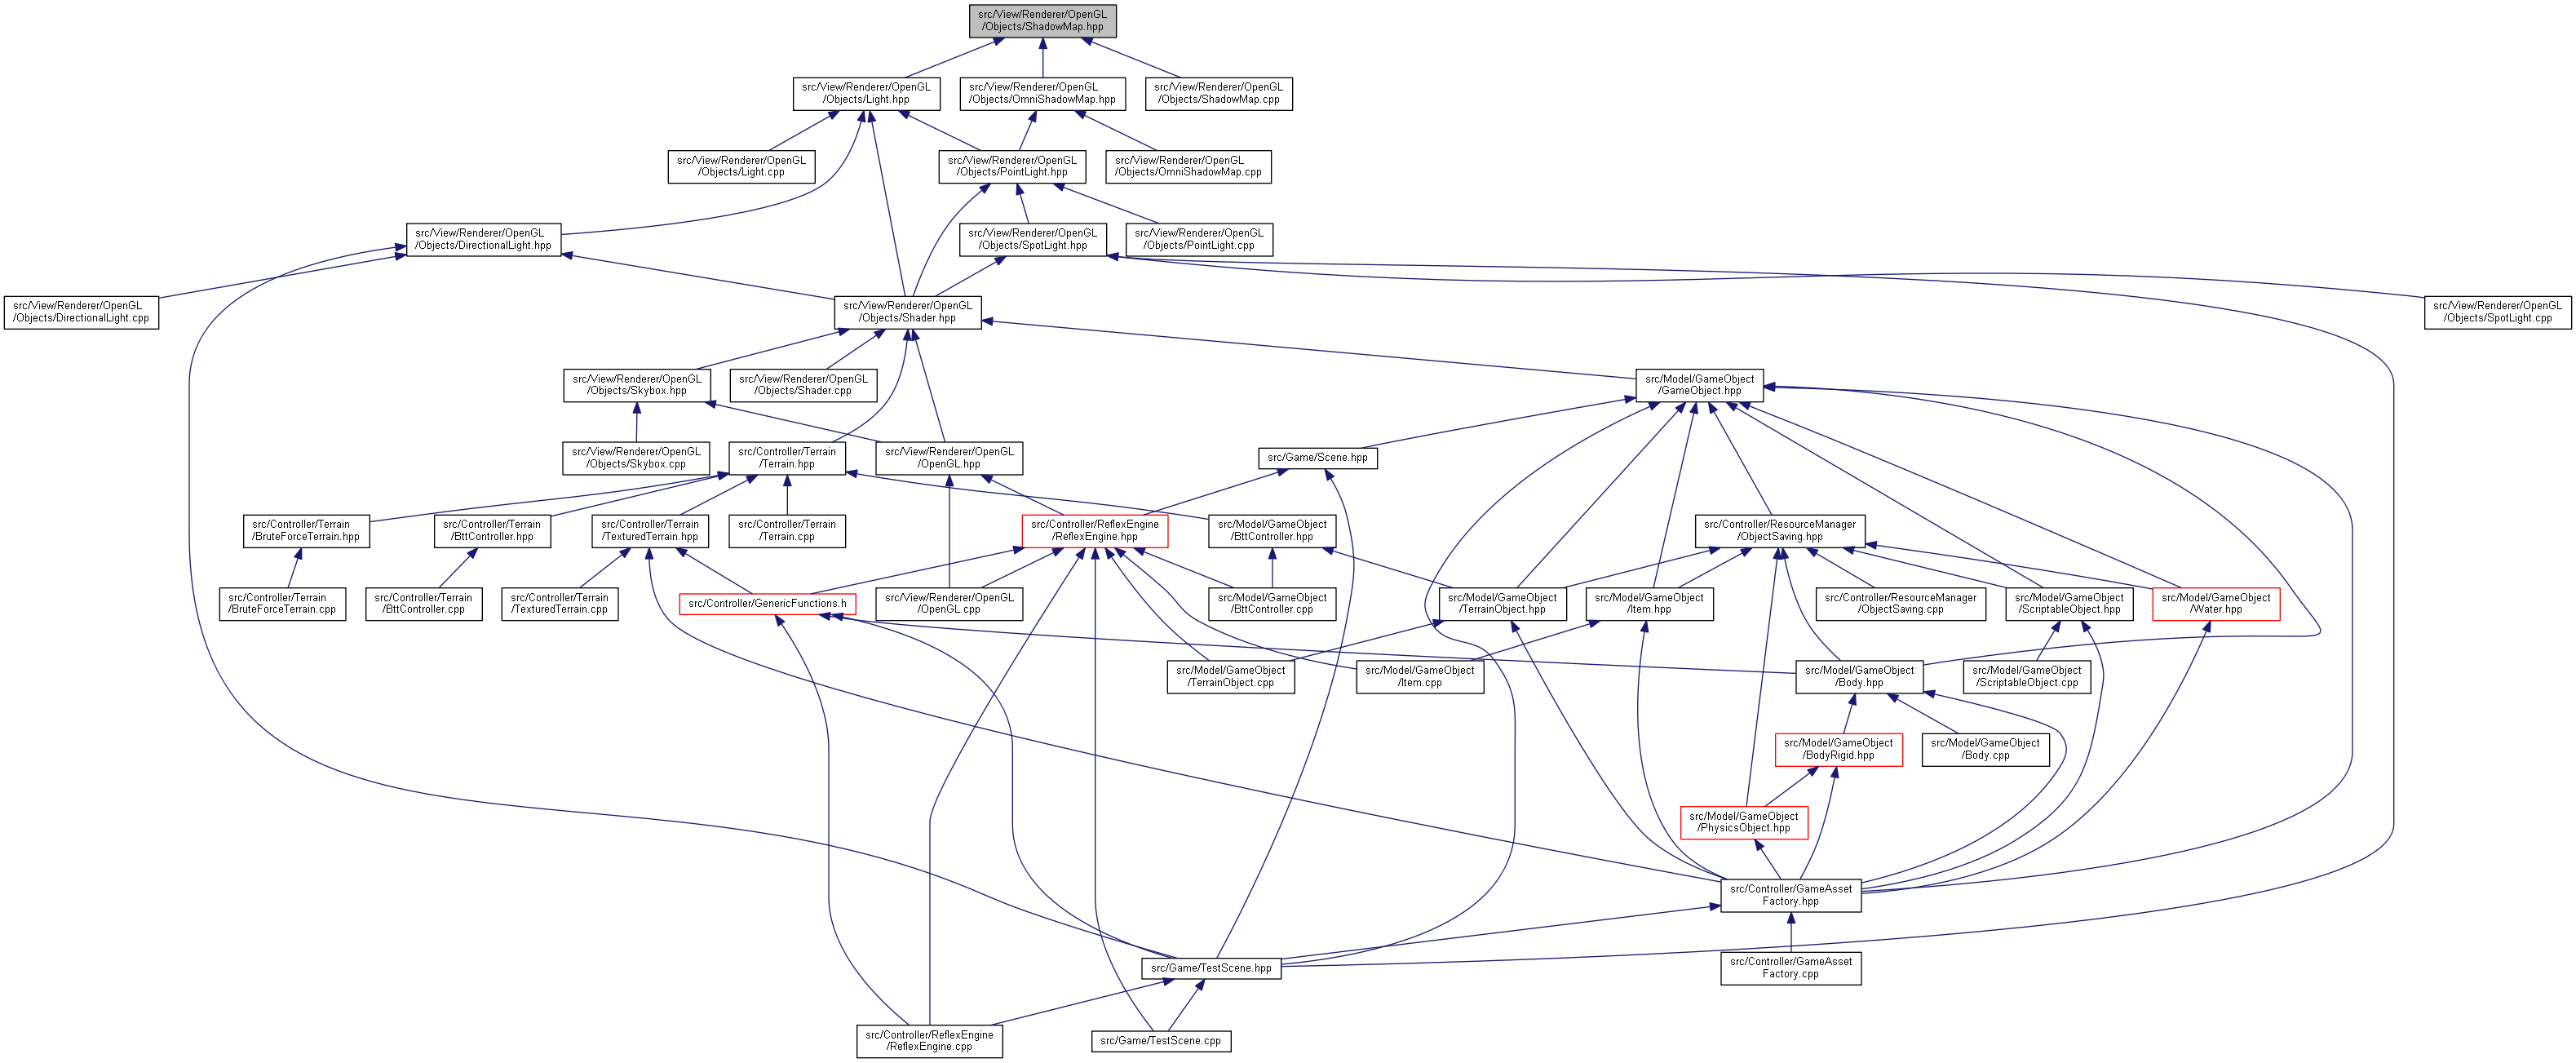 src/View/Renderer/OpenGL
/Objects/ShadowMap.hpp
src/View/Renderer/OpenGL
/Objects/Light.hpp
src/View/Renderer/OpenGL
/Objects/OmniShadowMap.hpp
src/View/Renderer/OpenGL
/Objects/ShadowMap.cpp
src/View/Renderer/OpenGL
/Objects/Light.cpp
src/View/Renderer/OpenGL
/Objects/PointLight.hpp
src/View/Renderer/OpenGL
/Objects/OmniShadowMap.cpp
src/View/Renderer/OpenGL
/Objects/DirectionalLight.hpp
src/View/Renderer/OpenGL
/Objects/SpotLight.hpp
src/View/Renderer/OpenGL
/Objects/PointLight.cpp
src/View/Renderer/OpenGL
/Objects/DirectionalLight.cpp
src/View/Renderer/OpenGL
/Objects/Shader.hpp
src/View/Renderer/OpenGL
/Objects/SpotLight.cpp
src/View/Renderer/OpenGL
/Objects/Skybox.hpp
src/View/Renderer/OpenGL
/Objects/Shader.cpp
src/Model/GameObject
/GameObject.hpp
src/View/Renderer/OpenGL
/Objects/Skybox.cpp
src/Controller/Terrain
/Terrain.hpp
src/View/Renderer/OpenGL
/OpenGL.hpp
src/Game/Scene.hpp
src/Controller/Terrain
/BruteForceTerrain.hpp
src/Controller/Terrain
/BttController.hpp
src/Controller/Terrain
/TexturedTerrain.hpp
src/Controller/Terrain
/Terrain.cpp
src/Controller/ReflexEngine
/ReflexEngine.hpp
src/Model/GameObject
/BttController.hpp
src/Controller/ResourceManager
/ObjectSaving.hpp
src/Controller/Terrain
/BruteForceTerrain.cpp
src/Controller/Terrain
/BttController.cpp
src/Controller/Terrain
/TexturedTerrain.cpp
src/Controller/GenericFunctions.h
src/View/Renderer/OpenGL
/OpenGL.cpp
src/Model/GameObject
/BttController.cpp
src/Model/GameObject
/TerrainObject.hpp
src/Model/GameObject
/Item.hpp
src/Controller/ResourceManager
/ObjectSaving.cpp
src/Model/GameObject
/ScriptableObject.hpp
src/Model/GameObject
/Water.hpp
src/Model/GameObject
/TerrainObject.cpp
src/Model/GameObject
/Item.cpp
src/Model/GameObject
/Body.hpp
src/Model/GameObject
/ScriptableObject.cpp
src/Model/GameObject
/BodyRigid.hpp
src/Model/GameObject
/Body.cpp
src/Model/GameObject
/PhysicsObject.hpp
src/Controller/GameAsset
Factory.hpp
src/Game/TestScene.hpp
src/Controller/GameAsset
Factory.cpp
src/Controller/ReflexEngine
/ReflexEngine.cpp
src/Game/TestScene.cpp